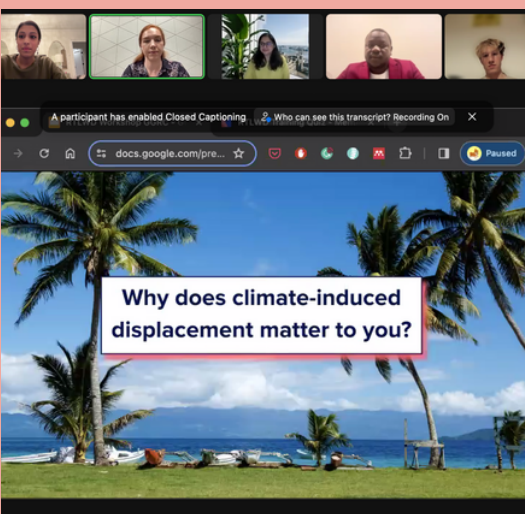 A participant has enabled Closed Captioning
Who can see this transcript? Recording On
docs.google.com/pre...
Paused
Why does climate-induced
displacement matter to you?